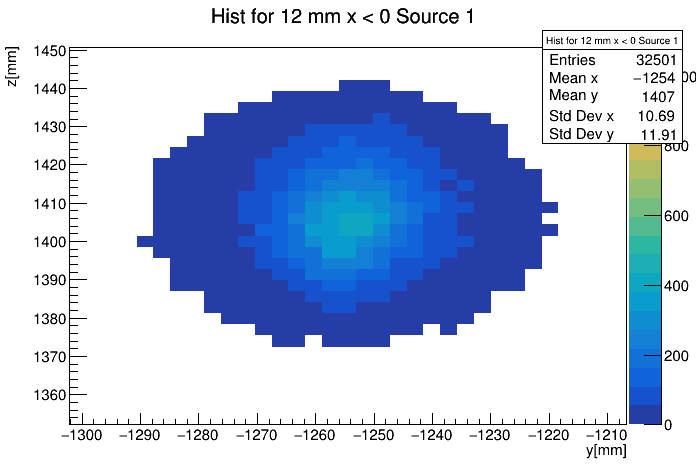 Hist for 12 mm x < 0 Source 1
Hist for 12 mm x < 0 Source 1
Entries 32501
Mean x −1254
Mean y 1407
Std Dev x 10.69
Std Dev y 11.91
z[mm]
1450
1440
1430
1420
1410
1400
1390
1380
1370
1360
−1300 −1290 −1280 −1270 −1260 −1250 −1240 −1230 −1220 −1210
y[mm]
800
600
400
200
0